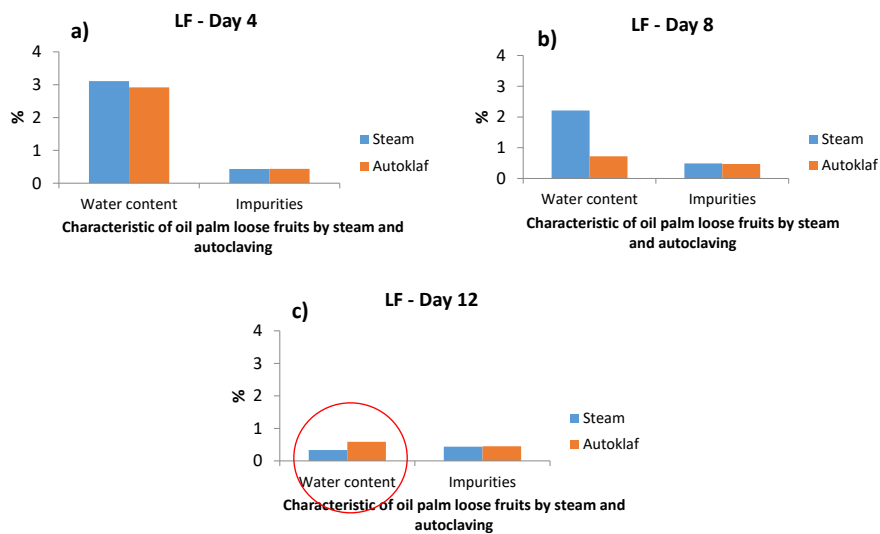 a)
LF - Day 4
4
3
2
1
0
%
Water content
Impurities
Steam
Autoklaf
Characteristic of oil palm loose fruits by steam and
autoclaving
b)
LF - Day 8
4
3
2
1
0
%
Water content
Impurities
Steam
Autoklaf
Characteristic of oil palm loose fruits by steam
and autoclaving
c)
LF - Day 12
4
3
2
1
0
%
Water content
Impurities
Steam
Autoklaf
Characteristic of oil palm loose fruits by steam and
autoclaving